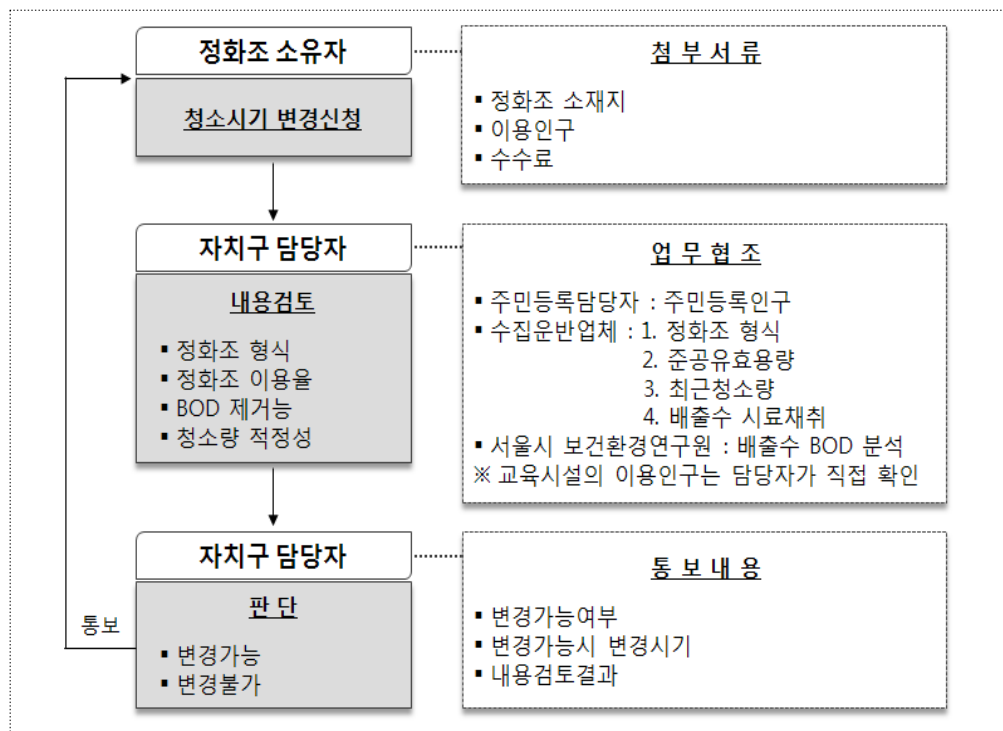 정화조 소유자
청소시기 변경신청
첨 부 서 류
▪ 정화조 소재지
▪ 이용인구
▪ 수수료
자치구 담당자
내용검토
▪ 정화조 형식
▪ 정화조 이용율
▪ BOD 제거능
▪ 청소량 적정성
업 무 협 조
▪ 주민등록담당자 : 주민등록인구
▪ 수집운반업체 : 1. 정화조 형식
2. 준공유효용량
3. 최근청소량
4. 배출수 시료채취
▪ 서울시 보건환경연구원 : 배출수 BOD 분석
※ 교육시설의 이용인구는 담당자가 직접 확인
자치구 담당자
판 단
▪ 변경가능
▪ 변경불가
통보
통 보 내 용
▪ 변경가능여부
▪ 변경가능시 변경시기
▪ 내용검토결과